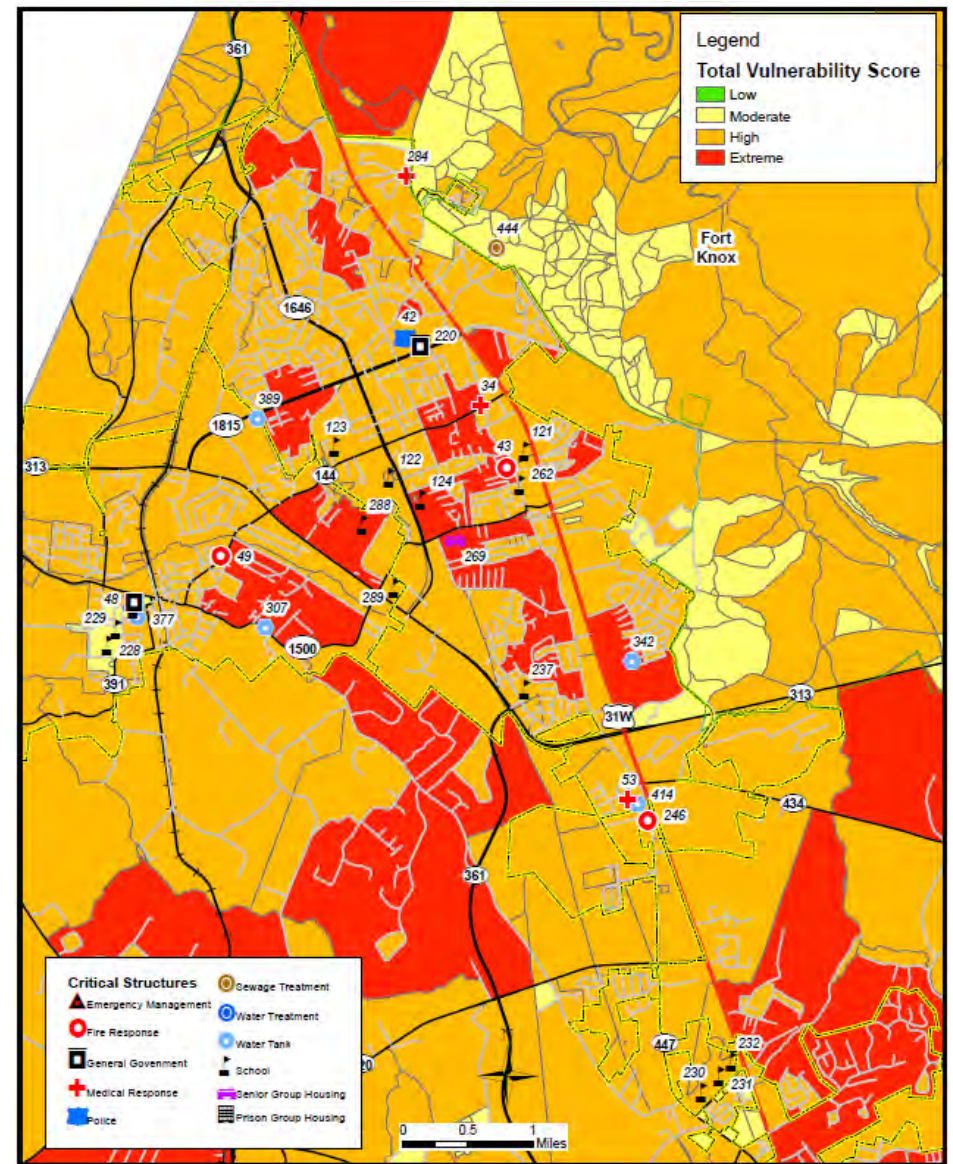 Legend
Total Vulnerability Score
Low
Moderate
High
Extreme
361
284
444
Fort
Knox
1646
42
220
34
389
123
1815
43
121
313
144
122
262
124
288
49
269
48
289
307
229
377
342
228
1500
237
391
313
31W
53
414
434
246
361
447
232
230
231
20
Critical Structures
Emergency Management
Fire Response
General Govenment
Medical Response
Police
Sewage Treatment
Water Treatment
Water Tank
School
Senior Group Housing
Prison Group Housing
0 0.5 1
Miles